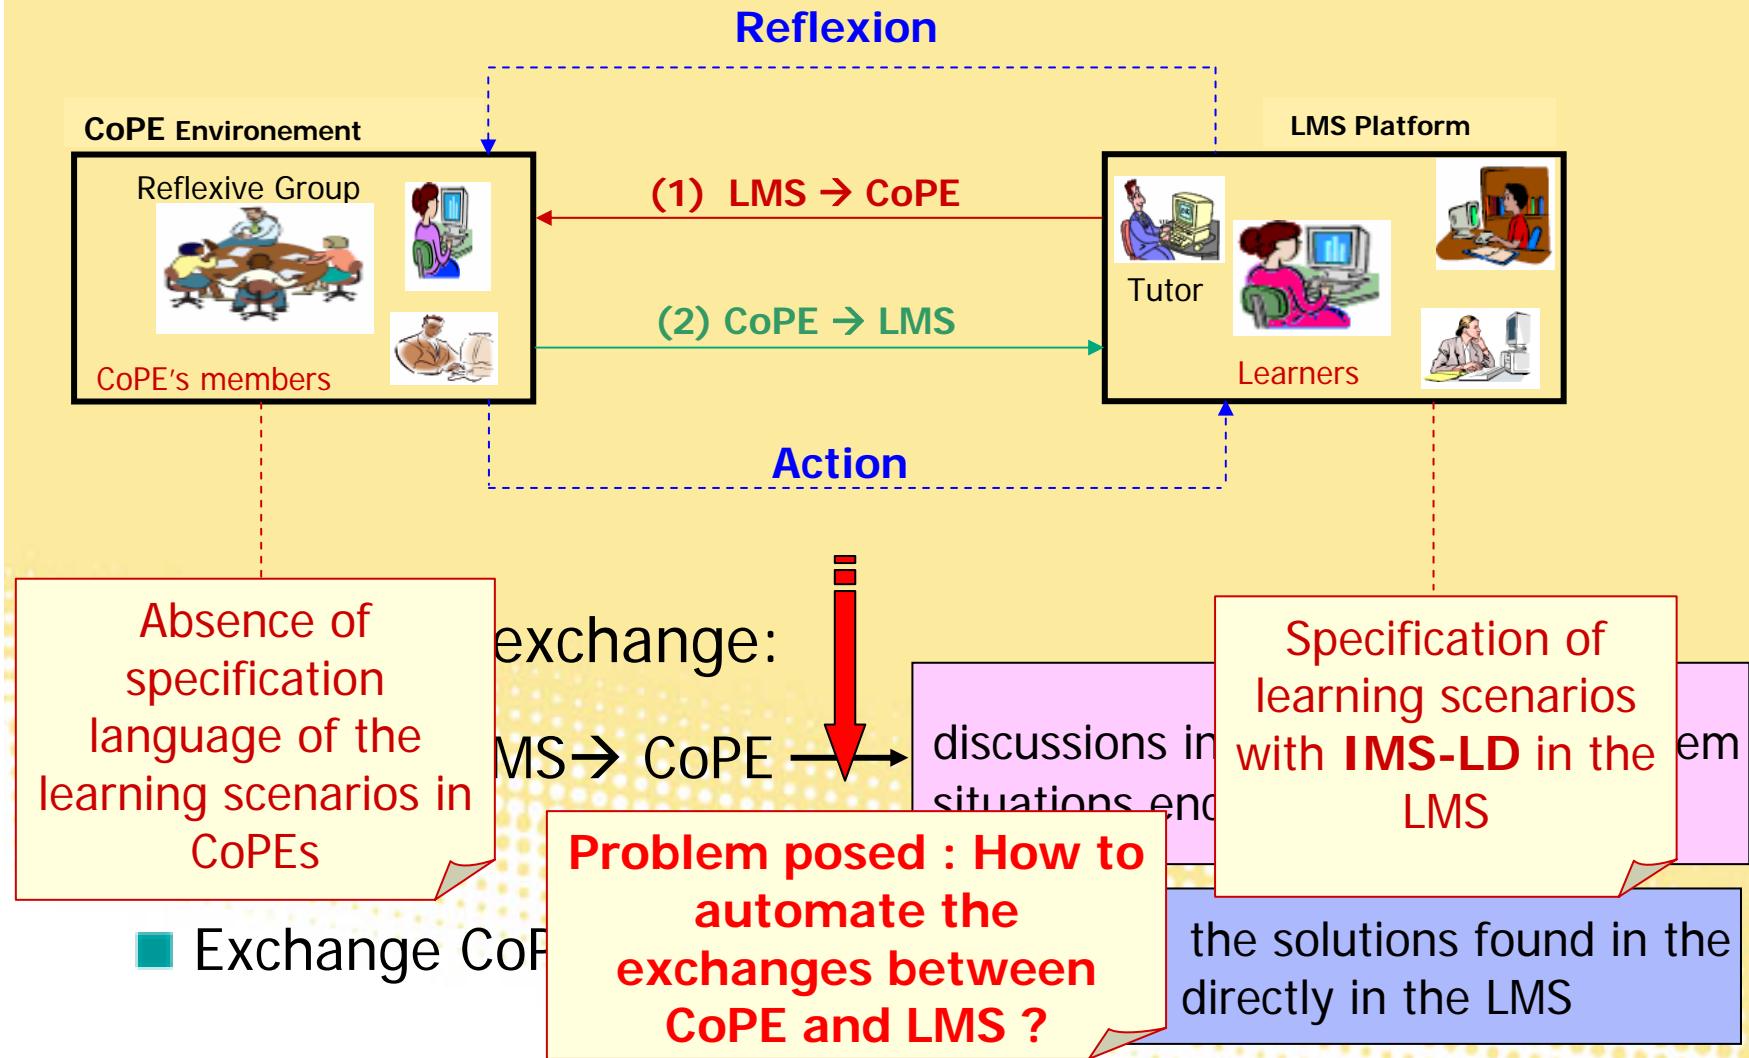 Reflexion
CoPE Environement
LMS Platform
Reflexive Group
(1) LMS → CoPE
Tutor
(2) CoPE → LMS
CoPE's members
Learners
Action
Absence of
specification
language of the
learning scenarios in
CoPEs
exchange:
MS→ CoPE
discussions in
em
situations
Specification of
learning scenarios
with IMS-LD in the
LMS
Problem posed : How to
automate the
exchanges between
CoPE and LMS ?
Exchange
the solutions found in the
directly in the LMS